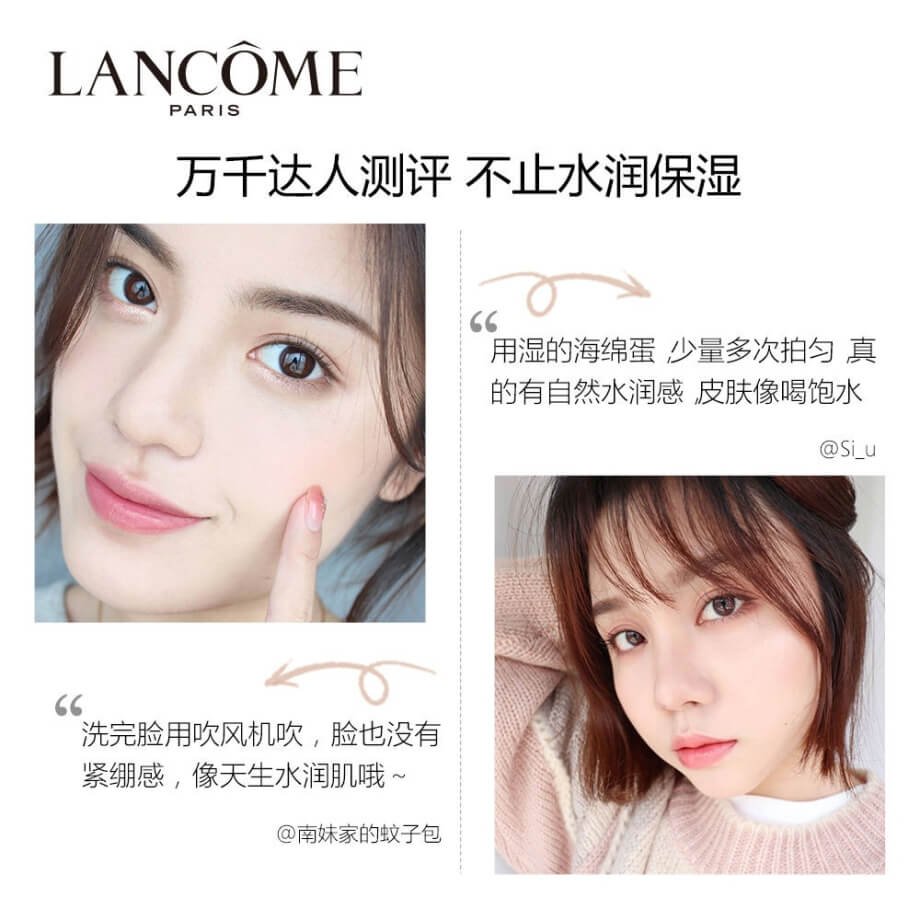 LANCÔME
PARIS
万千达人测评 不止水润保湿
“
用湿的海绵蛋,少量多次拍匀,真
的有自然水润感,皮肤像喝饱水
@Si_u
“
洗完脸用吹风机吹，脸也没有
紧绷感，像天生水润肌哦~
@南妹家的蚊子包